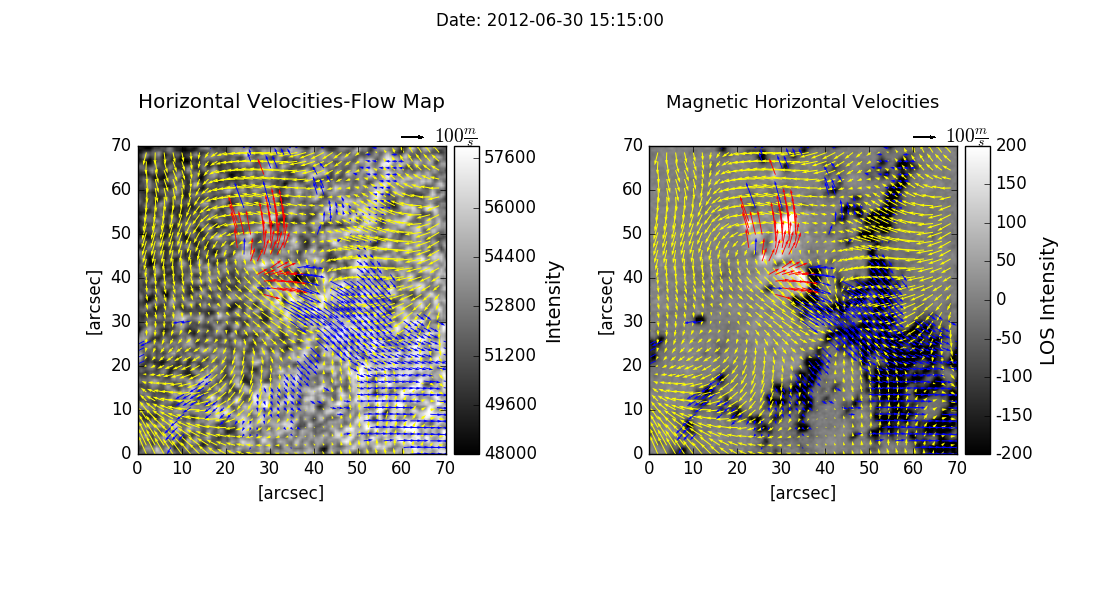 Date: 2012-06-30 15:15:00
Horizontal Velocities-Flow Map
100 m/s
70
60
50
40
30
20
10
0
[arcsec]
0 10 20 30 40 50 60 70
[arcsec]
57600
56000
54400
52800
51200
49600
48000
Intensity
Magnetic Horizontal Velocities
100 m/s
70
60
50
40
30
20
10
0
[arcsec]
0 10 20 30 40 50 60 70
[arcsec]
200
150
100
50
0
-50
-100
-150
-200
LOS Intensity